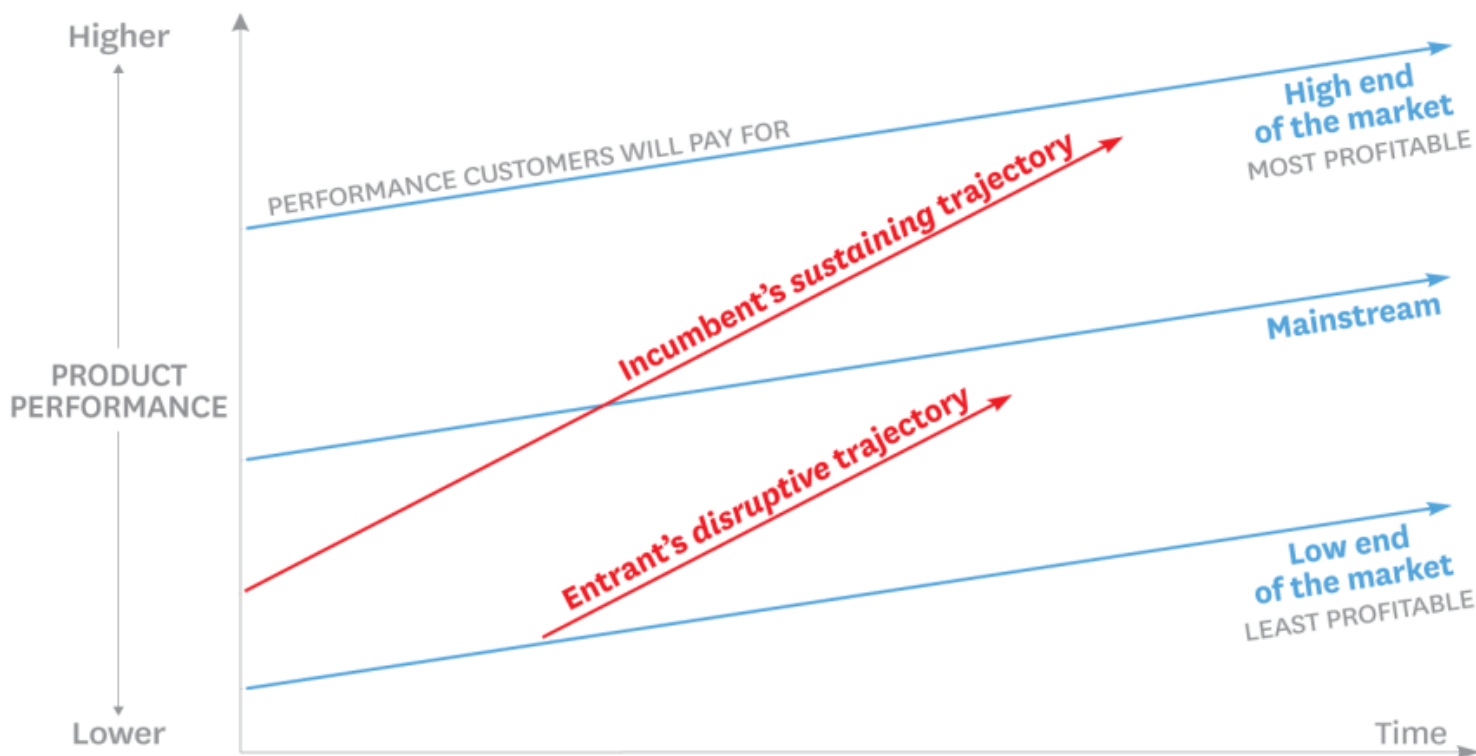 Higher
PRODUCT
PERFORMANCE
Lower
PERFORMANCE CUSTOMERS WILL PAY FOR
Incumbent’s sustaining trajectory
Entrant’s disruptive trajectory
High end
of the market
MOST PROFITABLE
Mainstream
Low end
of the market
LEAST PROFITABLE
Time